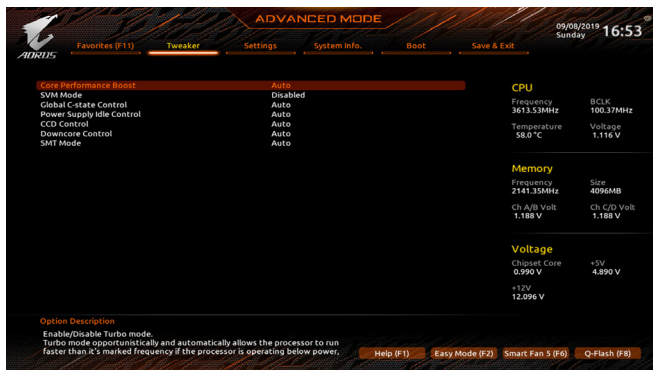 ADVANCED MODE
09/08/2019 16:53
Sunday
AORUS
Favorites (F11) Tweaker Settings System Info. Boot Save & Exit
Core Performance Boost Auto
SVM Mode Disabled
Global C-state Control Auto
Power Supply Idle Control Auto
CCD Control Auto
Downcore Control Auto
SMT Mode Auto
CPU
Frequency BCLK
3613.53MHz 100.37MHz
Temperature Voltage
58.0 °C 1.116 V
Memory
Frequency Size
2141.35MHz 4096MB
Ch A/B Volt Ch C/D Volt
1.188 V 1.188 V
Voltage
Chipset Core +5V
0.990 V 4.890 V
+12V
12.096 V
Option Description
Enable/Disable Turbo mode.
Turbo mode opportunistically and automatically allows the processor to run
faster than it's marked frequency if the processor is operating below power,
Help (F1) Easy Mode (F2) Smart Fan 5 (F6) Q-Flash (F8)